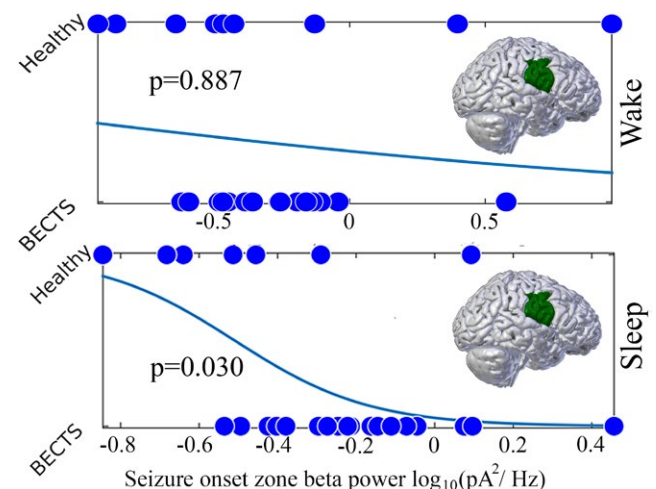 Healthy
p=0.887
Wake
BECTS
-0.5 0 0.5
Healthy
p=0.030
Sleep
BECTS
-0.8 -0.6 -0.4 -0.2 0 0.2 0.4
Seizure onset zone beta power log₁₀(pA²/ Hz)